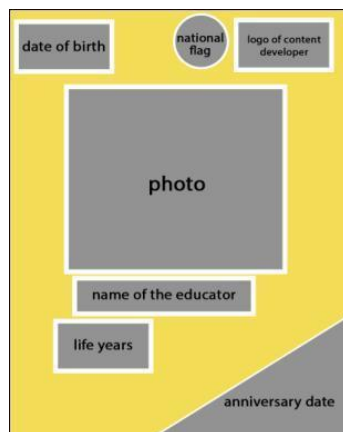 date of birth
national
flag
logo of content
developer
photo
name of the educator
life years
anniversary date